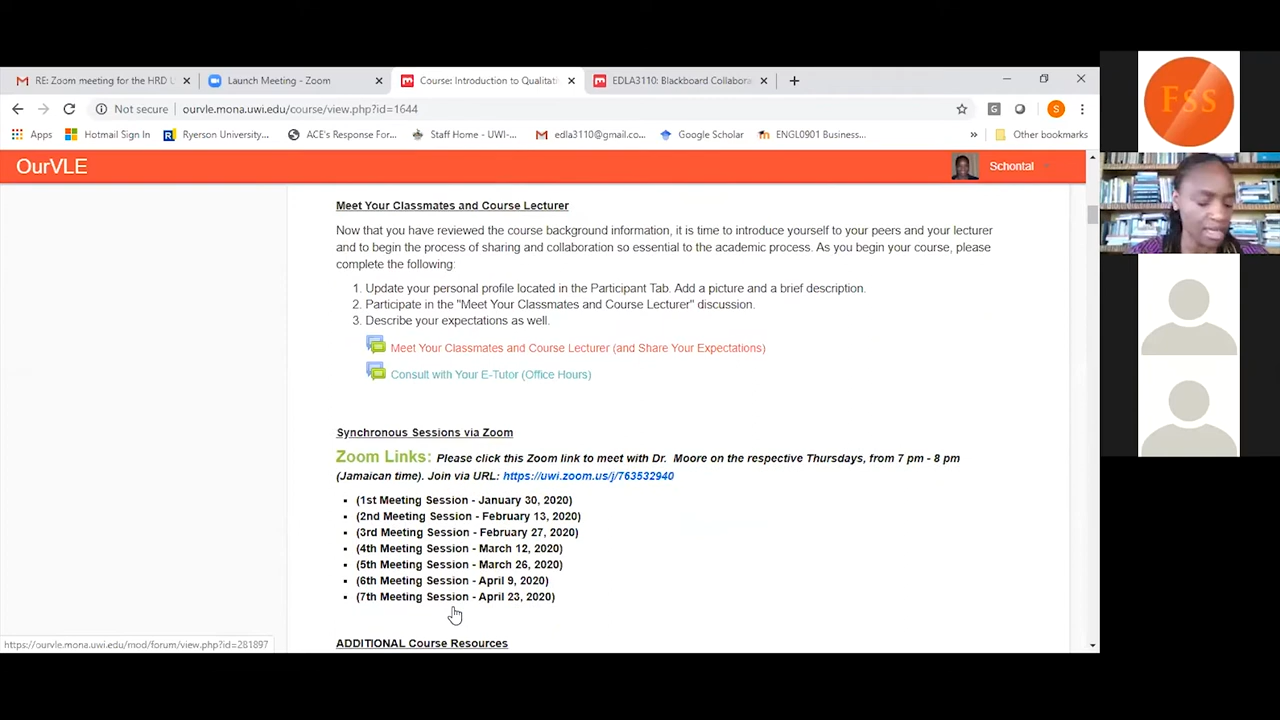 RE: Zoom meeting for the HRD U
Launch Meeting - Zoom
Course: Introduction to Qualitati
EDLA3110: Blackboard Collabora
Not secure
ourvle.mona.uwi.edu/course/view.php?id=1644
Apps
Hotmail Sign In
Ryerson University...
ACE's Response For...
Staff Home - UWI-...
edla3110@gmail.co...
Google Scholar
ENGL0901 Business...
»
Other bookmarks
OurVLE
Schontal
FSS
Meet Your Classmates and Course Lecturer
Now that you have reviewed the course background information, it is time to introduce yourself to your peers and your lecturer
and to begin the process of sharing and collaboration so essential to the academic process. As you begin your course, please
complete the following:
1. Update your personal profile located in the Participant Tab. Add a picture and a brief description.
2. Participate in the "Meet Your Classmates and Course Lecturer" discussion.
3. Describe your expectations as well.
Meet Your Classmates and Course Lecturer (and Share Your Expectations)
Consult with Your E-Tutor (Office Hours)
Synchronous Sessions via Zoom
Zoom Links: Please click this Zoom link to meet with Dr. Moore on the respective Thursdays, from 7 pm - 8 pm
(Jamaican time). Join via URL: https://uwi.zoom.us/j/763532940
(1st Meeting Session - January 30, 2020)
(2nd Meeting Session - February 13, 2020)
(3rd Meeting Session - February 27, 2020)
(4th Meeting Session - March 12, 2020)
(5th Meeting Session - March 26, 2020)
(6th Meeting Session - April 9, 2020)
(7th Meeting Session - April 23, 2020)
ADDITIONAL Course Resources
https://ourvle.mona.uwi.edu/mod/forum/view.php?id=281897